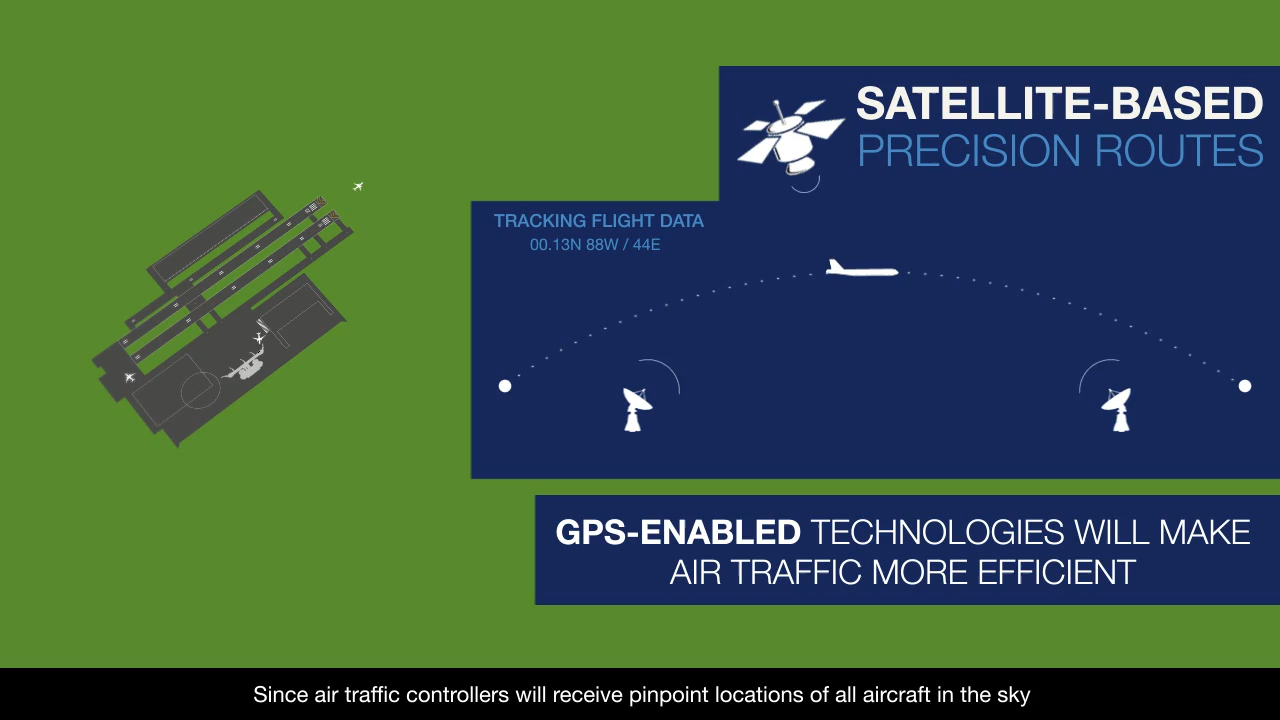 SATELLITE-BASED
PRECISION ROUTES
TRACKING FLIGHT DATA
00.13N 88W / 44E
GPS-ENABLED TECHNOLOGIES WILL MAKE
AIR TRAFFIC MORE EFFICIENT
Since air traffic controllers will receive pinpoint locations of all aircraft in the sky